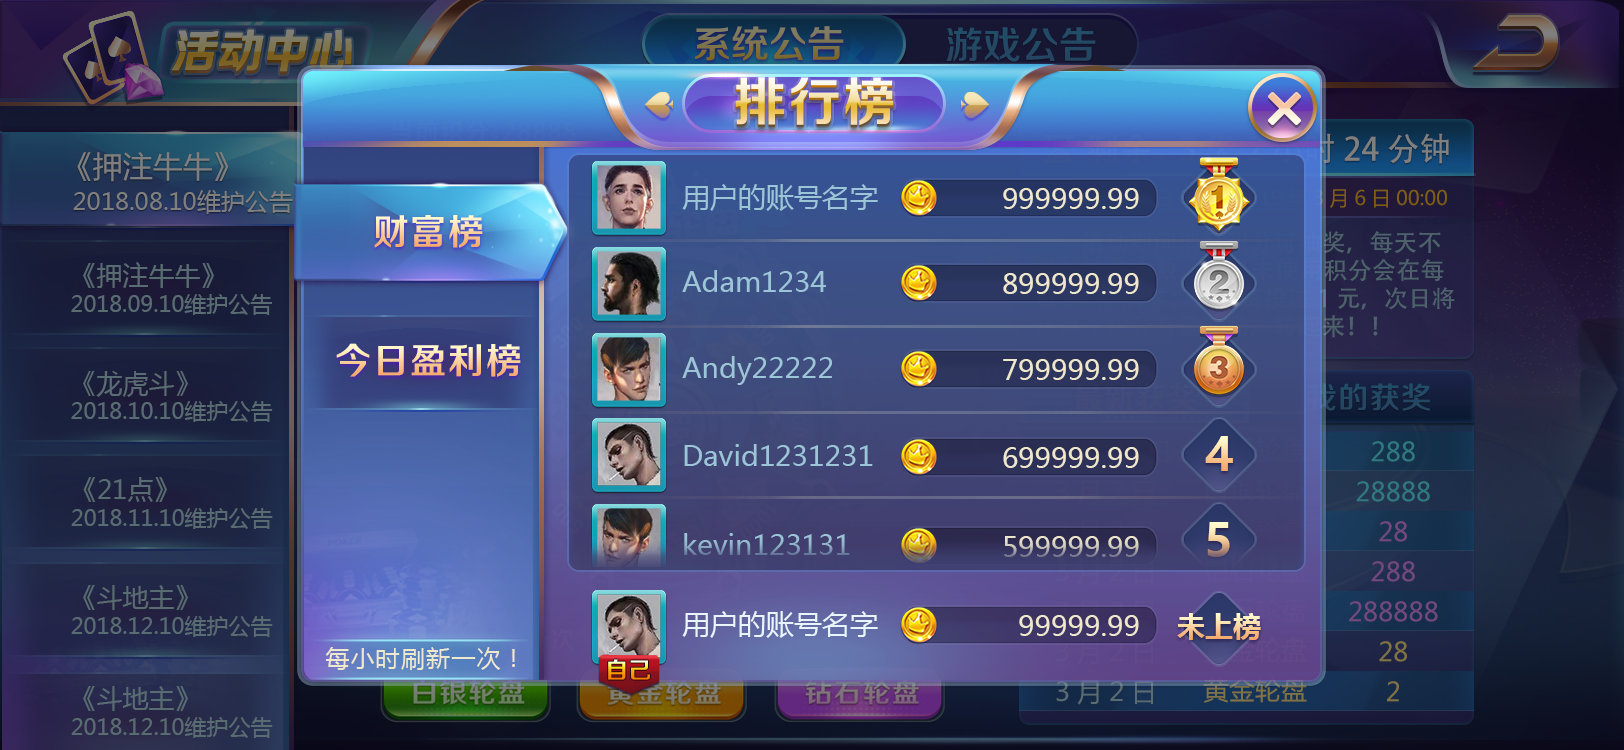 活动中心
系统公告
游戏公告
排行榜
《押注牛牛》
2018.08.10维护公告
《押注牛牛》
2018.09.10维护公告
《龙虎斗》
2018.10.10维护公告
《21点》
2018.11.10维护公告
《斗地主》
2018.12.10维护公告
《斗地主》
2018.12.10维护公告
财富榜
今日盈利榜
每小时刷新一次！
用户的账号名字 999999.99 1
Adam1234 899999.99 2
Andy22222 799999.99 3
David1231231 699999.99 4
kevin123131 599999.99 5
用户的账号名字 99999.99 未上榜
自己
时 24 分钟
月 6 日 00:00
奖，每天不
积分会在每
1 元，次日将
来！！
我的获奖
288
28888
28
288
288888
28
3 月 2 日 黄金轮盘 2
白银轮盘
黄金轮盘
钻石轮盘